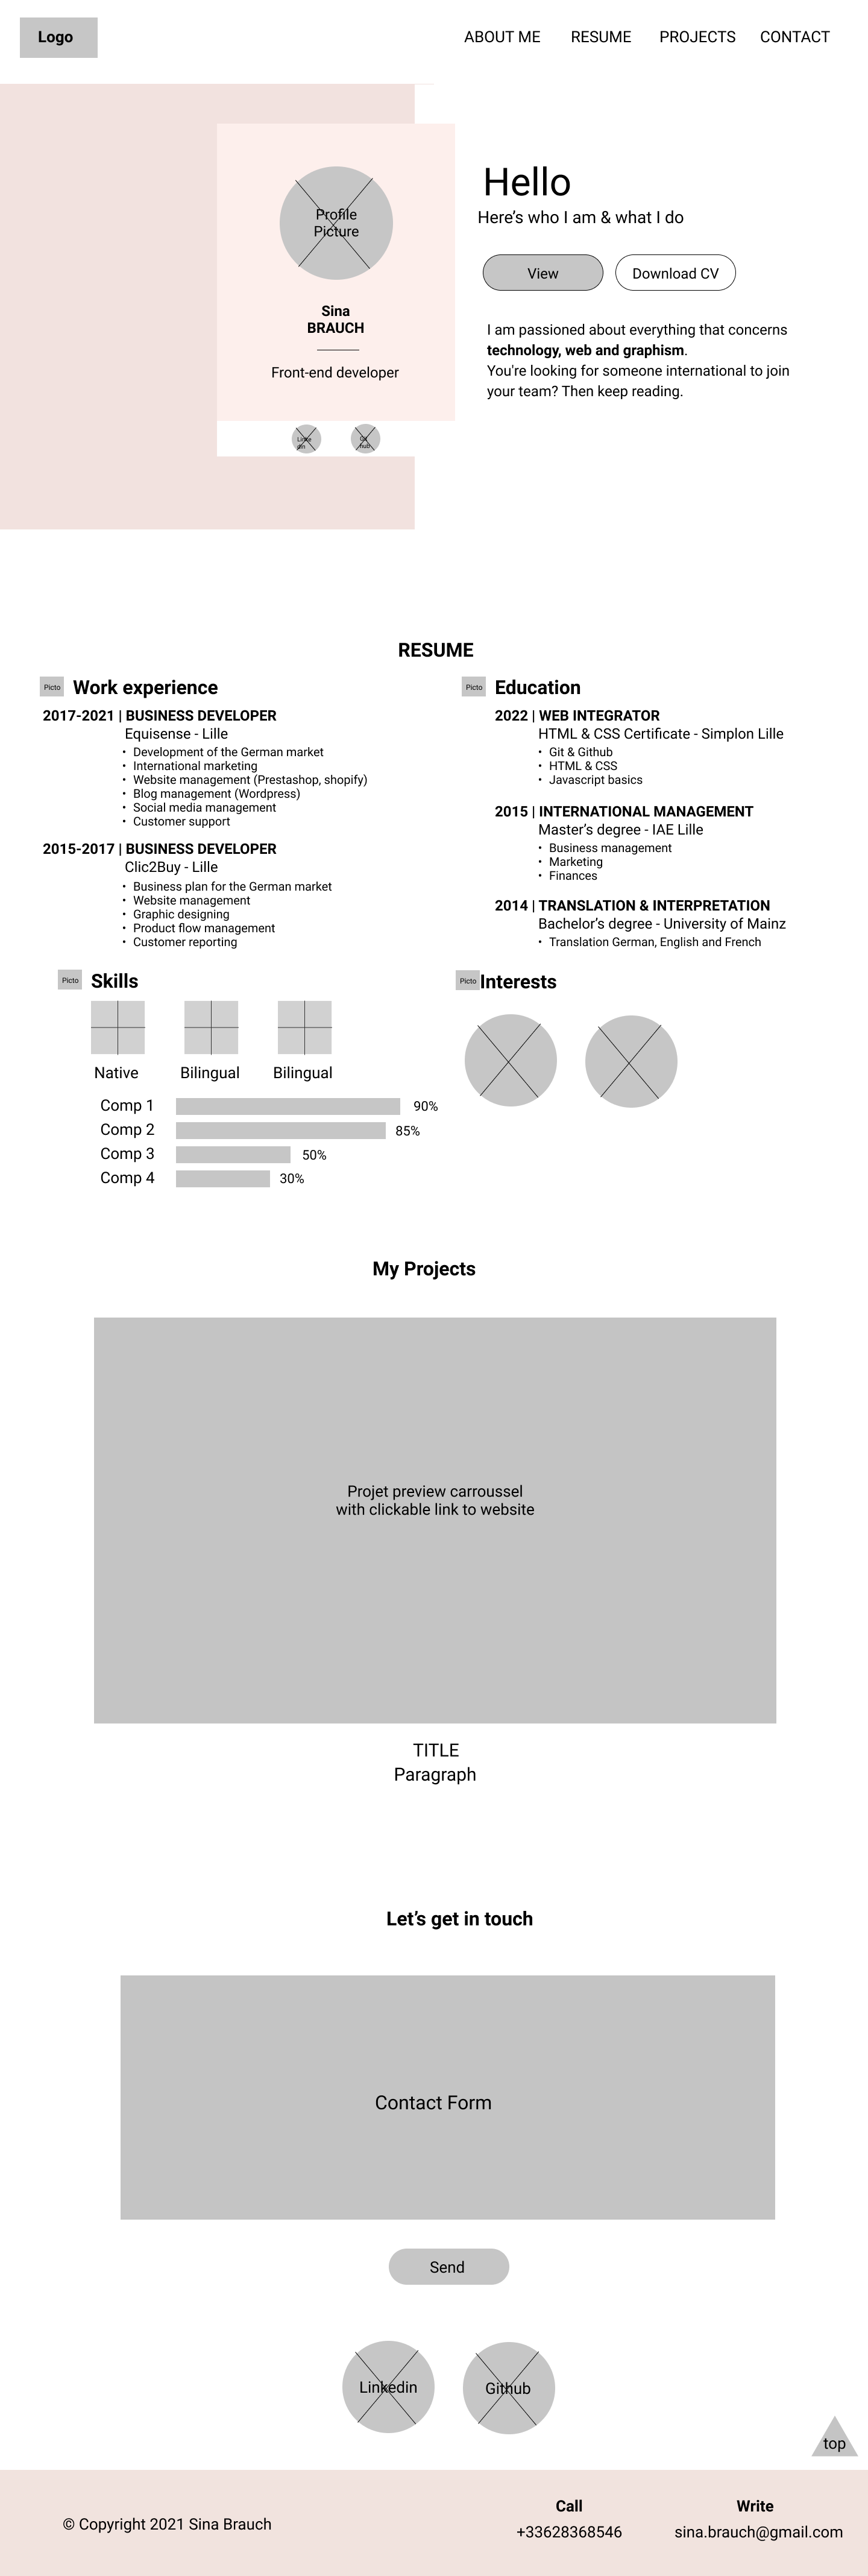 Logo
ABOUT ME
RESUME
PROJECTS
CONTACT
Profile
Picture
Sina
BRAUCH
Front-end developer
Linke
din
Git
hub
Hello
Here's who I am & what I do
View
Download CV
I am passioned about everything that concerns
technology, web and graphism.
You're looking for someone international to join
your team? Then keep reading.
RESUME
Picto
Work experience
2017-2021 | BUSINESS DEVELOPER
Equisense - Lille
• Development of the German market
• International marketing
• Website management (Prestashop, shopify)
• Blog management (Wordpress)
• Social media management
• Customer support
2015-2017 | BUSINESS DEVELOPER
Clic2Buy - Lille
• Business plan for the German market
• Website management
• Graphic designing
• Product flow management
• Customer reporting
Picto
Education
2022 | WEB INTEGRATOR
HTML & CSS Certificate - Simplon Lille
• Git & Github
• HTML & CSS
• Javascript basics
2015 | INTERNATIONAL MANAGEMENT
Master's degree - IAE Lille
• Business management
• Marketing
• Finances
2014 | TRANSLATION & INTERPRETATION
Bachelor's degree - University of Mainz
• Translation German, English and French
Picto
Skills
Native
Bilingual
Bilingual
Comp 1
90%
Comp 2
85%
Comp 3
50%
Comp 4
30%
Picto
Interests
My Projects
Projet preview carroussel
with clickable link to website
TITLE
Paragraph
Let's get in touch
Contact Form
Send
Linkedin
Github
top
© Copyright 2021 Sina Brauch
Call
+33628368546
Write
sina.brauch@gmail.com